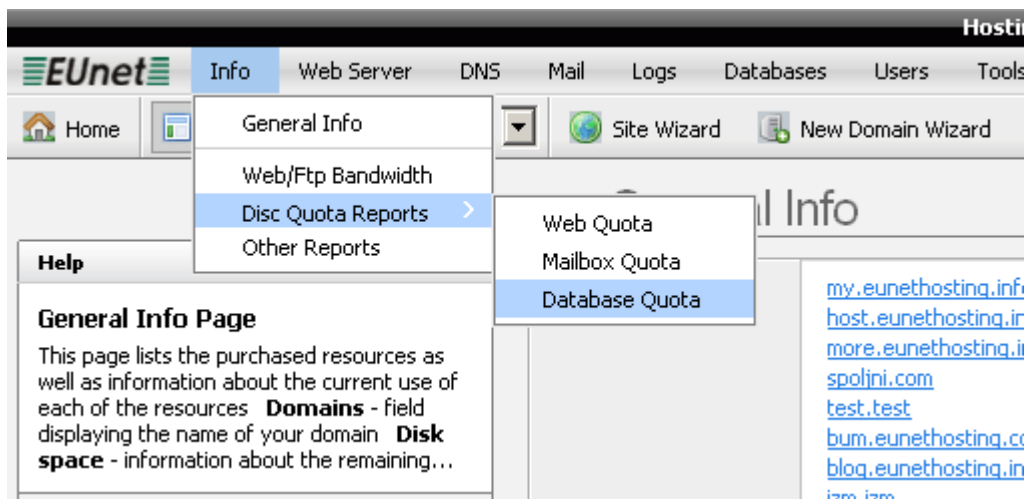 Hosti
EUnet Info Web Server DNS Mail Logs Databases Users Tools
Home Site Wizard New Domain Wizard
General Info
Web/Ftp Bandwidth
Disc Quota Reports
Other Reports
Web Quota
Mailbox Quota
Database Quota
l Info
Help
General Info Page
This page lists the purchased resources as
well as information about the current use of
each of the resources Domains - field
displaying the name of your domain Disk
space - information about the remaining...
my.eunethosting.info
host.eunethosting.in
more.eunethosting.i
spoljni.com
test.test
bum.eunethosting.co
blog.eunethosting.in
izm.izm